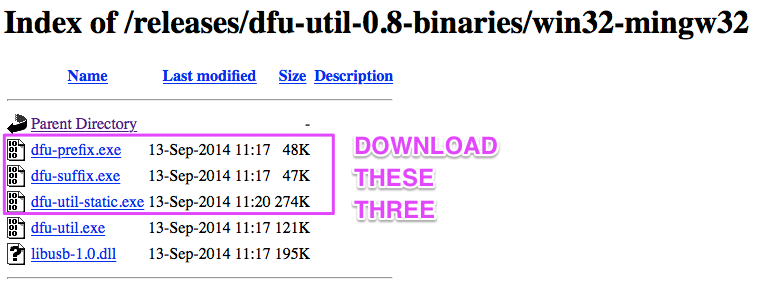 Index of /releases/dfu-util-0.8-binaries/win32-mingw32
Name Last modified Size Description
Parent Directory -
dfu-prefix.exe 13-Sep-2014 11:17 48K DOWNLOAD
dfu-suffix.exe 13-Sep-2014 11:17 47K THESE
dfu-util-static.exe 13-Sep-2014 11:20 274K THREE
dfu-util.exe 13-Sep-2014 11:17 121K
libusb-1.0.dll 13-Sep-2014 11:17 195K